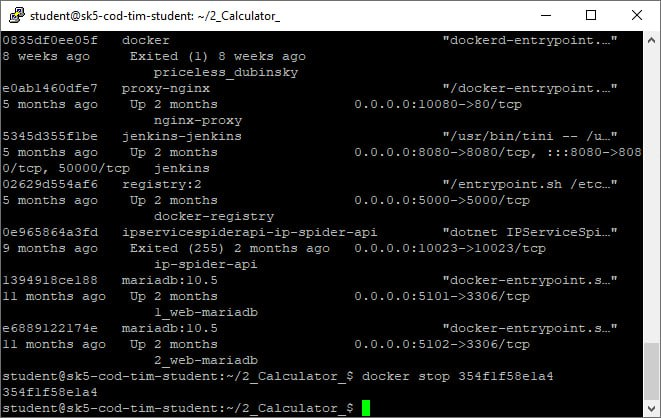 student@sk5-cod-tim-student: ~/2_Calculator_
0835df0ee05f docker "dockerd-entrypoint.…"
8 weeks ago Exited (1) 8 weeks ago
priceless_dubinsky
e0ab1460dfe7 proxy-nginx "/docker-entrypoint.…"
5 months ago Up 2 months 0.0.0.0:10080->80/tcp
nginx-proxy
5345d355f1be jenkins-jenkins "/usr/bin/tini -- /u…"
5 months ago Up 2 months 0.0.0.0:8080->8080/tcp, :::8080->808
0/tcp, 50000/tcp jenkins
02629d554af6 registry:2 "/entrypoint.sh /etc…"
5 months ago Up 2 months 0.0.0.0:5000->5000/tcp
docker-registry
0e965864a3fd ipservicespiderapi-ip-spider-api "dotnet IPServiceSpi…"
9 months ago Exited (255) 2 months ago 0.0.0.0:10023->10023/tcp
ip-spider-api
1394918ce188 mariadb:10.5 "docker-entrypoint.s…"
11 months ago Up 2 months 0.0.0.0:5101->3306/tcp
1_web-mariadb
e6889122174e mariadb:10.5 "docker-entrypoint.s…"
11 months ago Up 2 months 0.0.0.0:5102->3306/tcp
2_web-mariadb
student@sk5-cod-tim-student:~/2_Calculator_$ docker stop 354f1f58e1a4
354f1f58e1a4
student@sk5-cod-tim-student:~/2_Calculator_$